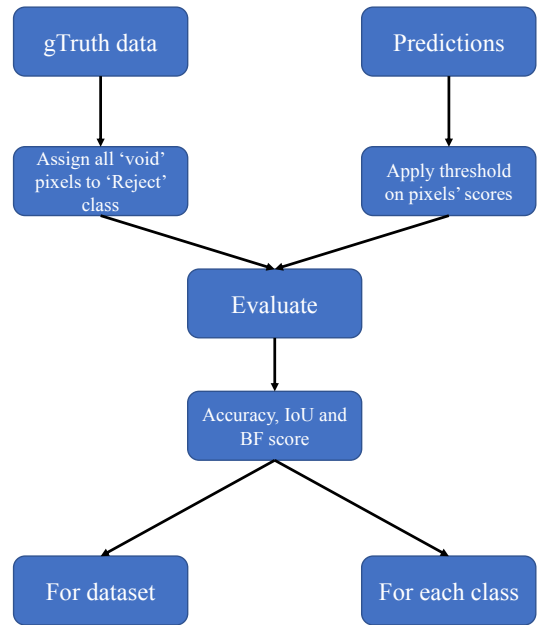 gTruth data
Predictions
Assign all ‘void’
pixels to ‘Reject’
class
Apply threshold
on pixels’ scores
Evaluate
Accuracy, IoU and
BF score
For dataset
For each class